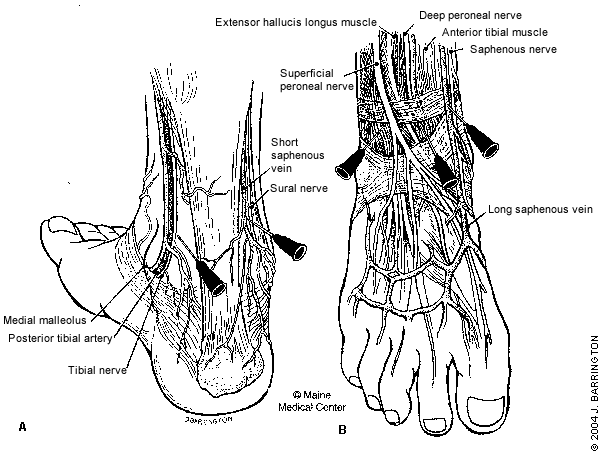 Extensor hallucis longus muscle
Deep peroneal nerve
Anterior tibial muscle
Saphenous nerve
Superficial
peroneal nerve
Short
saphenous
vein
Sural nerve
Long saphenous vein
Medial malleolus
Posterior tibial artery
Tibial nerve
© Maine
Medical Center
J BARRINGTON
A
B
© 2004 J. BARRINGTON